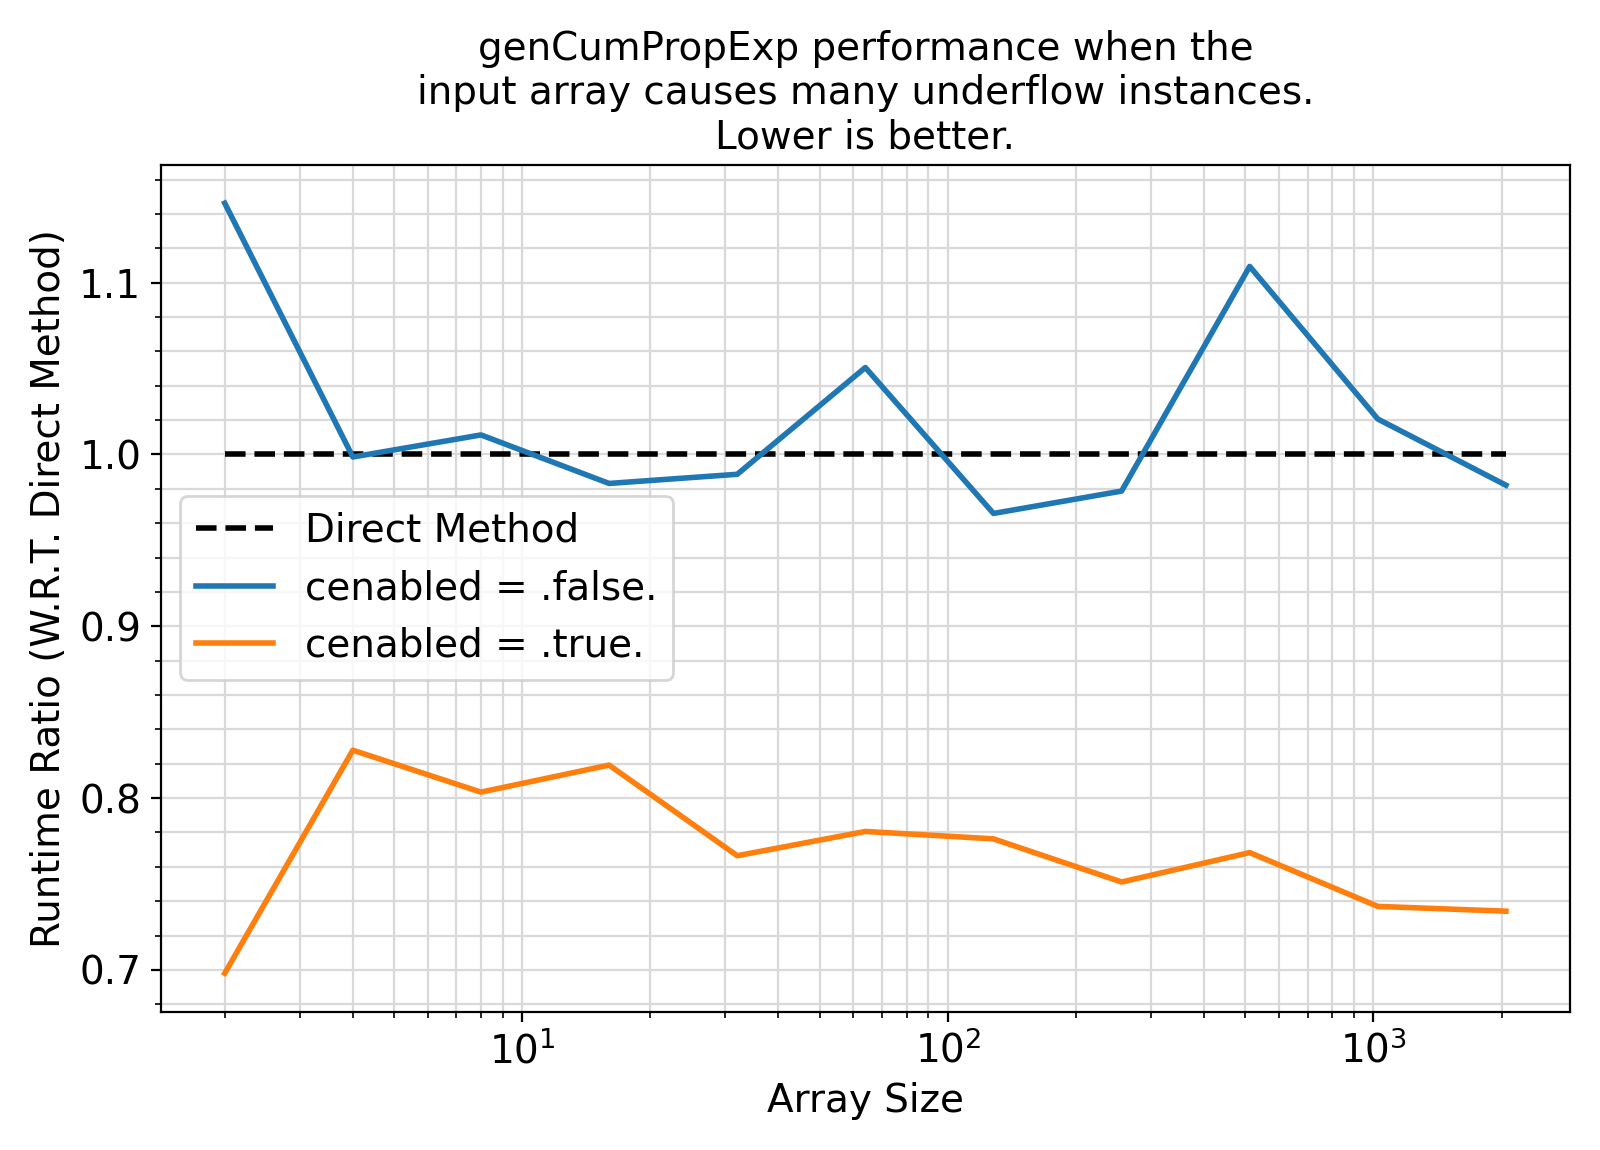 genCumPropExp performance when the
input array causes many underflow instances.
Lower is better.
Runtime Ratio (W.R.T. Direct Method)
1.1
1.0
0.9
0.8
0.7
Direct Method
cenabled = .false.
cenabled = .true.
10¹ 10² 10³
Array Size